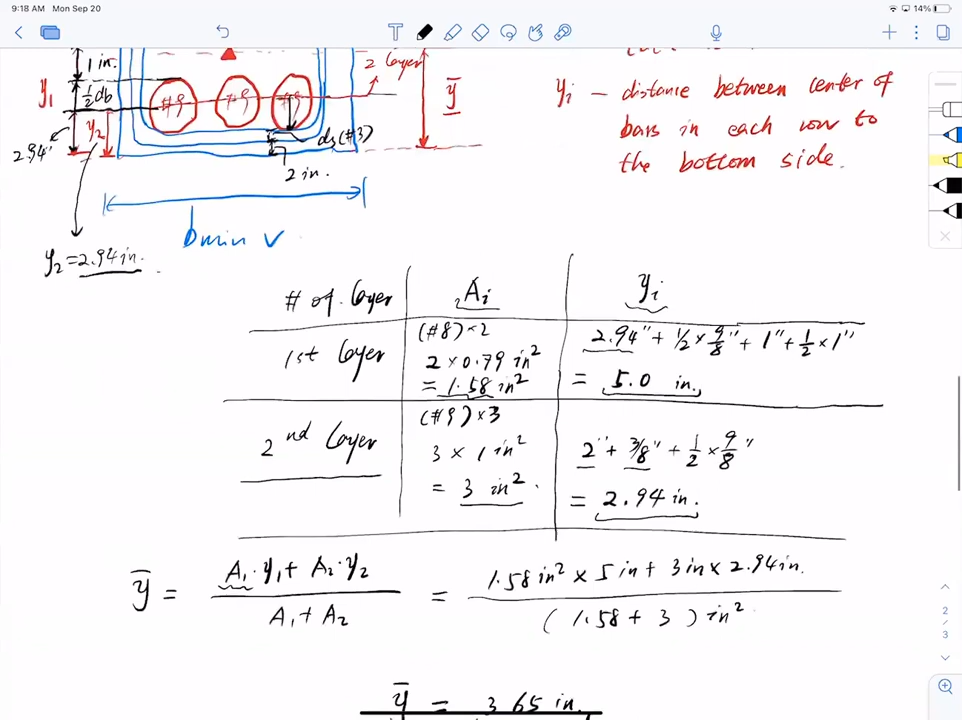 9:18 AM Mon Sep 20
14%
1 in.
½db
y₁
y₂
2.94"
#9
#9
#9
2 layer
ds(#3)
2 in.
ȳ
yi – distance between center of
bars in each row to
the bottom side.
bmin v
y₂ = 2.94 in.
# of. layer Ai yi
1st layer
(#8)×2
2 × 0.79 in²
= 1.58 in²
2.94" + ½ × 9/8" + 1" + ½ × 1"
= 5.0 in.
2nd layer
(#9)×3
3 × 1 in²
= 3 in².
2" + 3/8" + ½ × 9/8"
= 2.94 in.
ȳ = (A₁·y₁ + A₂·y₂) / (A₁ + A₂) = (1.58 in² × 5 in + 3 in × 2.94 in.) / (1.58 + 3) in²
ȳ = 3.65 in.
2
/
3